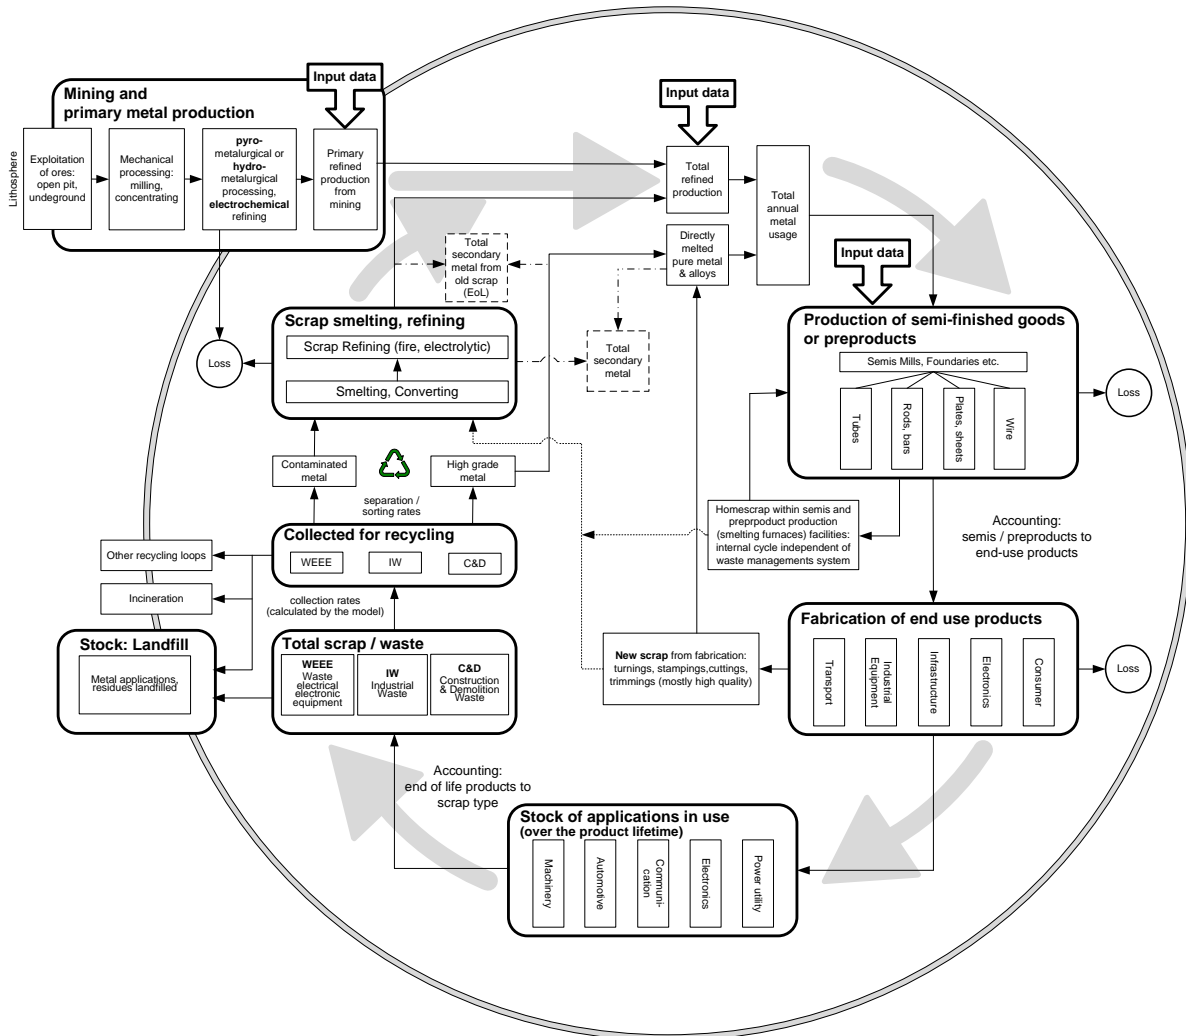 Input data
Mining and
primary metal production
Lithosphere
Exploitation
of ores:
open pit,
undeground
Mechanical
processing:
milling,
concentrating
pyro-
metalurgical or
hydro-
metalurgical
processing,
electrochemical
refining
Primary
refined
production
from
mining
Input data
Total
refined
production
Total
annual
metal
usage
Directly
melted
pure metal
& alloys
Total
secondary
metal from
old scrap
(EoL)
Input data
Production of semi-finished goods
or preproducts
Semis Mills, Foundaries etc.
Tubes
Rods, bars
Plates, sheets
Wire
Loss
Scrap smelting, refining
Scrap Refining (fire, electrolytic)
Smelting, Converting
Loss
Total
secondary
metal
Contaminated
metal
High grade
metal
separation /
sorting rates
Homescrap within semis and
preprpoduct production
(smelting furnaces) facilities:
internal cycle independent of
waste managements system
Accounting:
semis / preproducts to
end-use products
Collected for recycling
WEEE
IW
C&D
Other recycling loops
Incineration
collection rates
(calculated by the model)
Stock: Landfill
Metal applications,
residues landfilled
Total scrap / waste
WEEE
Waste
electrical
electronic
equipment
IW
Industrial
Waste
C&D
Construction
& Demolition
Waste
New scrap from fabrication:
turnings, stampings,cuttings,
trimmings (mostly high quality)
Fabrication of end use products
Transport
Industrial
Equipment
Infrastructure
Electronics
Consumer
Loss
Accounting:
end of life products to
scrap type
Stock of applications in use
(over the product lifetime)
Machinery
Automotive
Communi-
cation
Electronics
Power utility